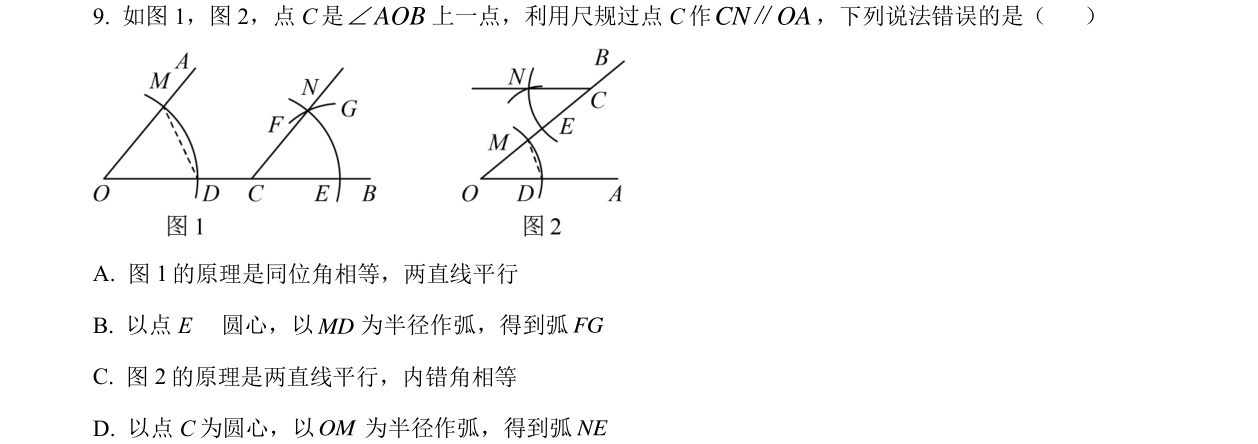 9. 如图 1，图 2，点 C 是∠AOB 上一点，利用尺规过点 C 作 CN∥OA，下列说法错误的是（ ）
A B
M N N
F G C
M E
O D C E B O D A
图 1 图 2
A. 图 1 的原理是同位角相等，两直线平行
B. 以点 E 圆心，以 MD 为半径作弧，得到弧 FG
C. 图 2 的原理是两直线平行，内错角相等
D. 以点 C 为圆心，以 OM 为半径作弧，得到弧 NE